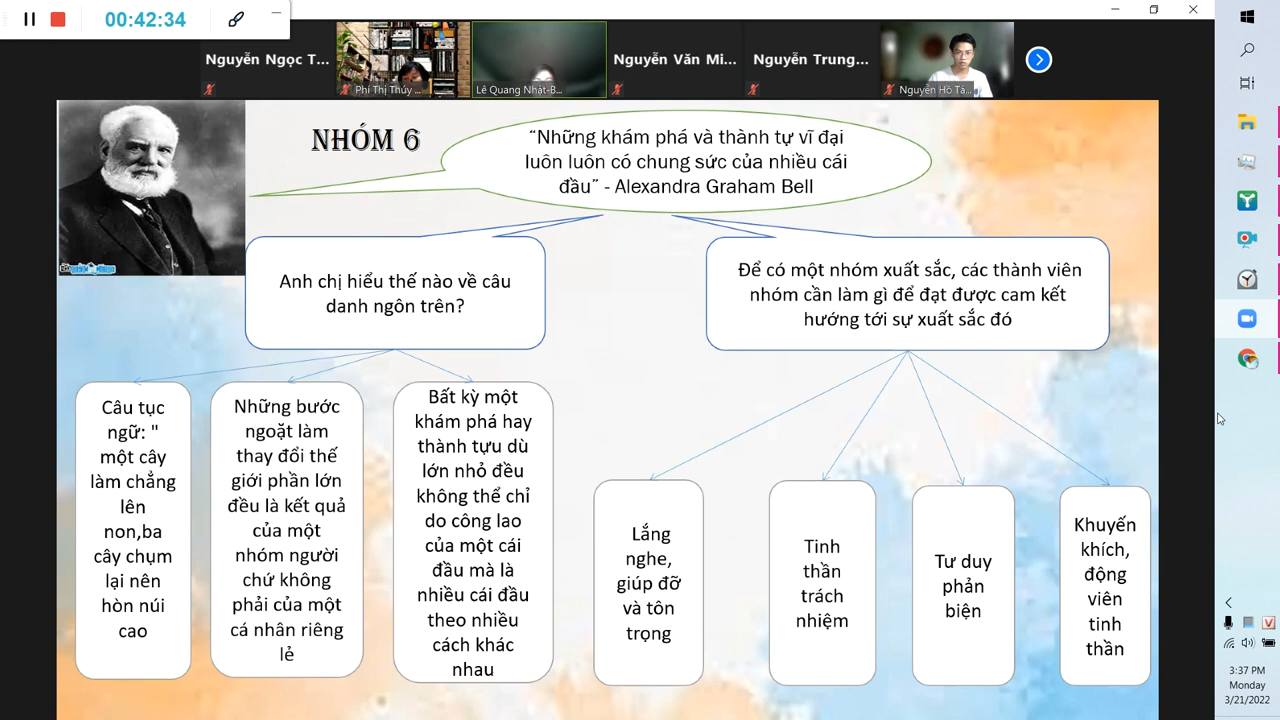 00:42:34
Nguyễn Ngọc T...
Phí Thị Thúy ...
Lê Quang Nhật-B...
Nguyễn Văn Mi...
Nguyễn Trung...
Nguyễn Hồ Tấ...
NHÓM 6
“Những khám phá và thành tự vĩ đại
luôn luôn có chung sức của nhiều cái
đầu” - Alexandra Graham Bell
Anh chị hiểu thế nào về câu
danh ngôn trên?
Để có một nhóm xuất sắc, các thành viên
nhóm cần làm gì để đạt được cam kết
hướng tới sự xuất sắc đó
Câu tục
ngữ: "
một cây
làm chẳng
lên
non,ba
cây chụm
lại nên
hòn núi
cao
Những bước
ngoặt làm
thay đổi thế
giới phần lớn
đều là kết quả
của một
nhóm người
chứ không
phải của một
cá nhân riêng
lẻ
Bất kỳ một
khám phá hay
thành tựu dù
lớn nhỏ đều
không thể chỉ
do công lao
của một cái
đầu mà là
nhiều cái đầu
theo nhiều
cách khác
nhau
Lắng
nghe,
giúp đỡ
và tôn
trọng
Tinh
thần
trách
nhiệm
Tư duy
phản
biện
Khuyến
khích,
động
viên
tinh
thần
3:37 PM
Monday
3/21/2022